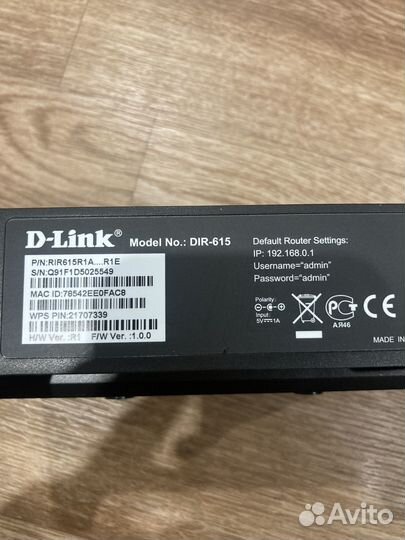 D-Link®
Model No.: DIR-615
P/N:RIR615R1A....R1E
S/N:Q91F1D5025549
MAC ID:76542EE0FAC8
WPS PIN:21707339
H/W Ver. :R1 F/W Ver. :1.0.0
Default Router Settings:
IP: 192.168.0.1
Username="admin"
Password="admin"
Polarity:
Input:
5V⎓1A
АЯ46
MADE IN
Avito